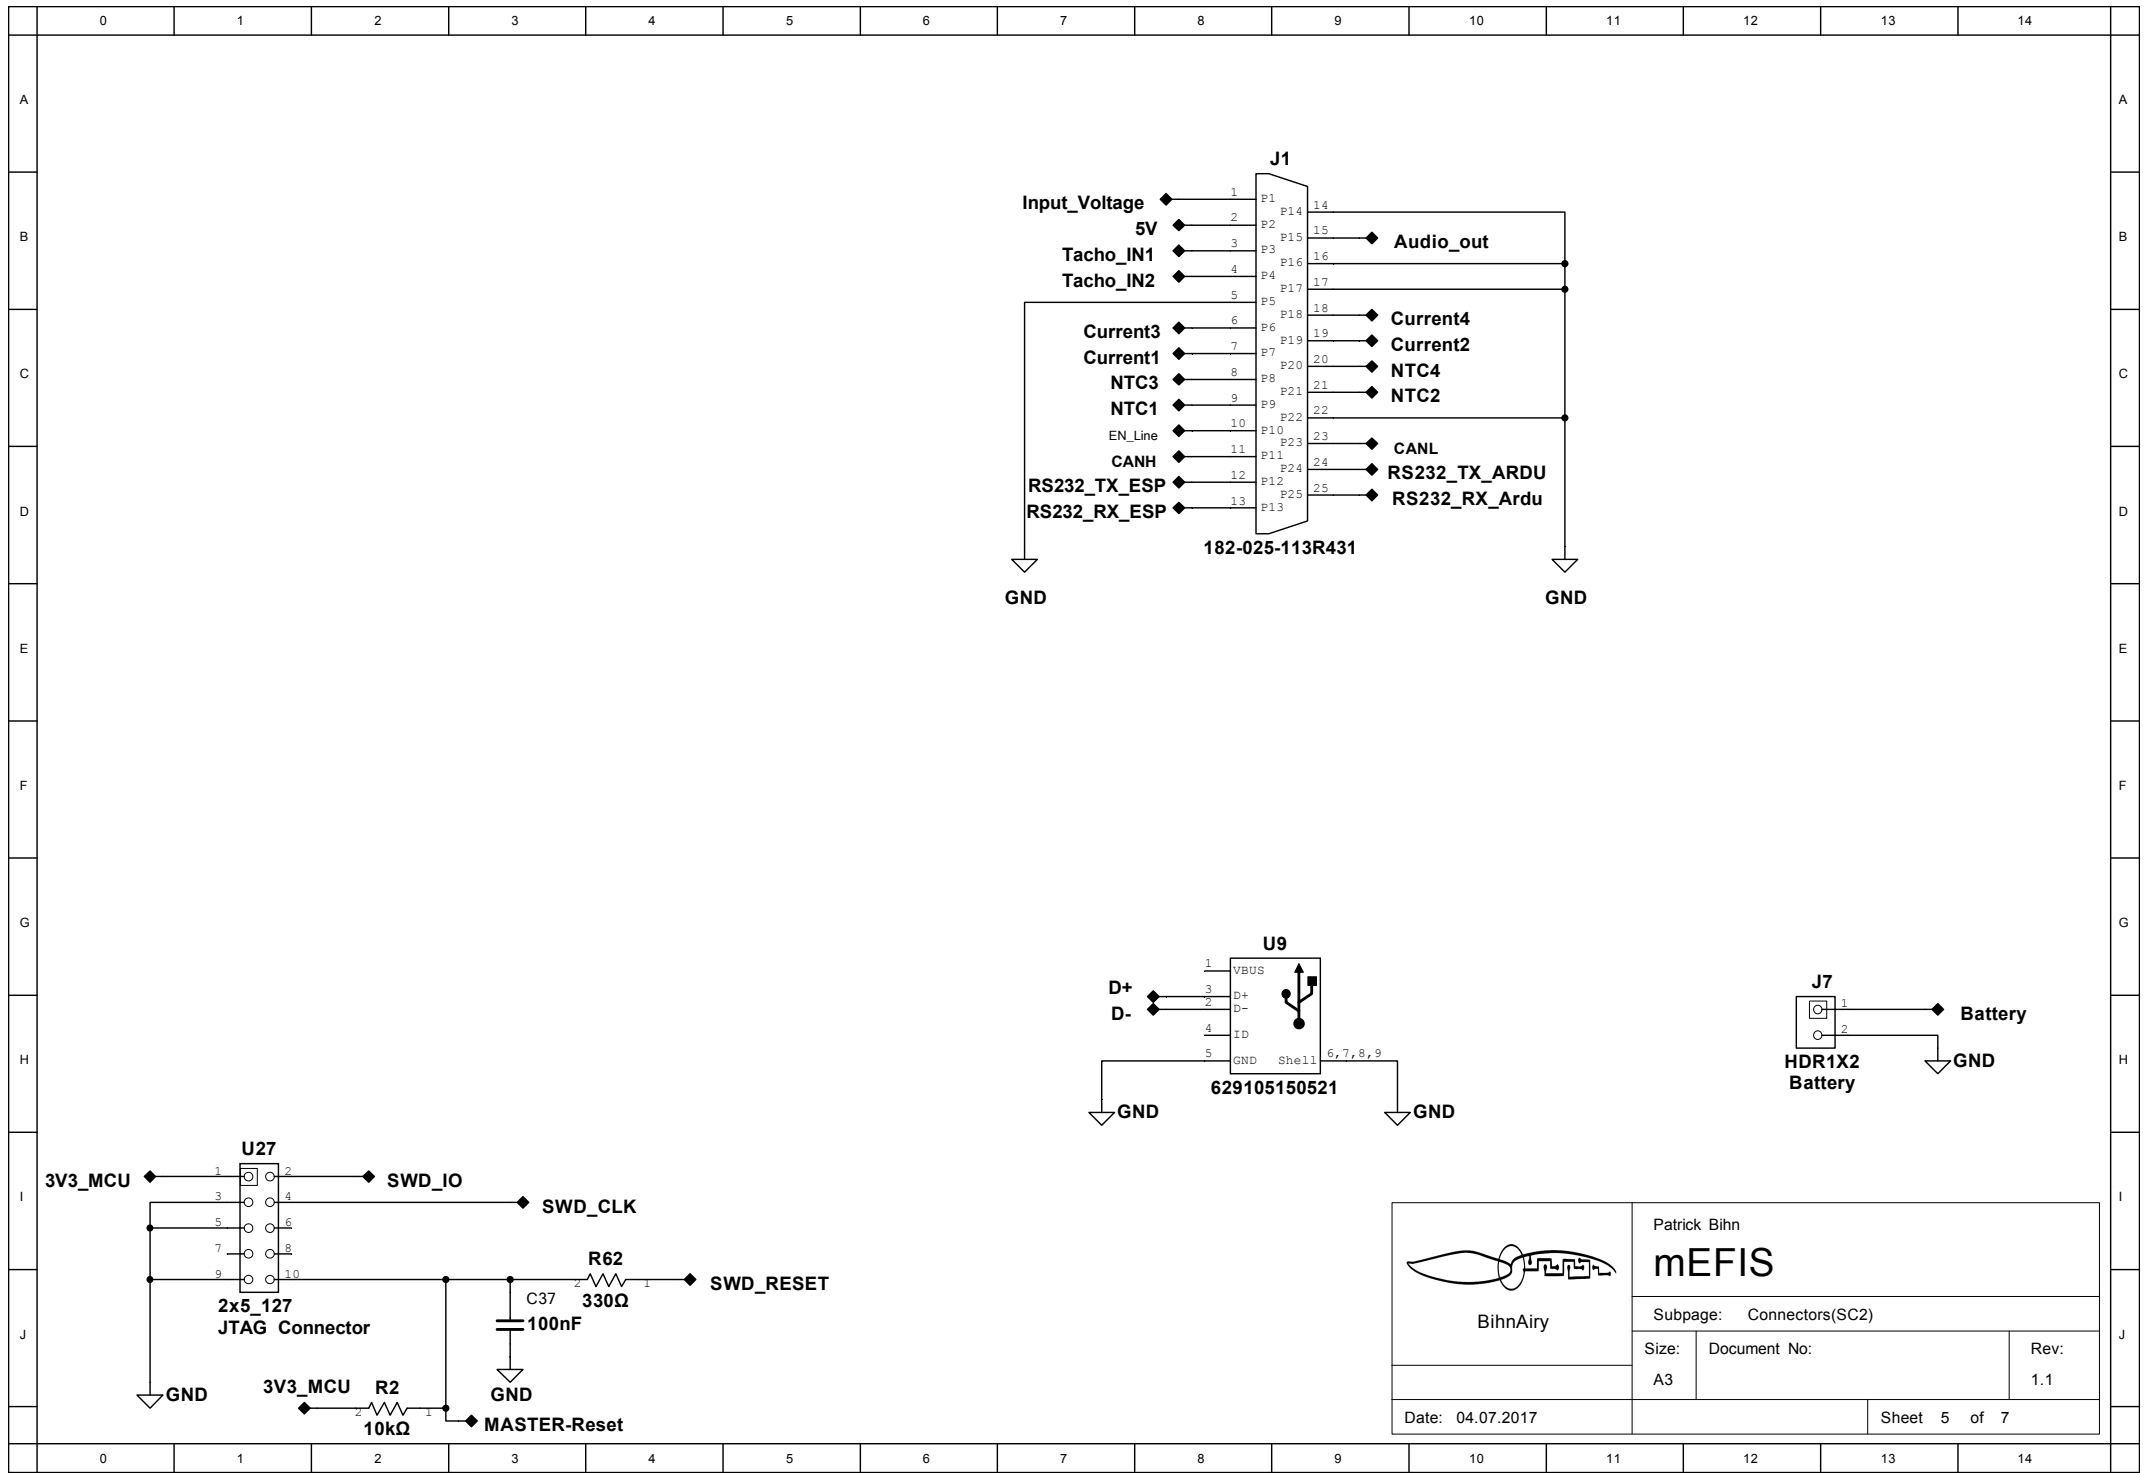 0 1 2 3 4 5 6 7 8 9 10 11 12 13 14
A A
B B
C C
D D
E E
F F
G G
H H
I I
J J
J1
Input_Voltage 1 P1
P14 14
5V 2 P2
P15 15 Audio_out
Tacho_IN1 3 P3
P16 16
Tacho_IN2 4 P4
P17 17
5 P5
P18 18 Current4
Current3 6 P6
P19 19 Current2
Current1 7 P7
P20 20 NTC4
NTC3 8 P8
P21 21 NTC2
NTC1 9 P9
P22 22
EN_Line 10 P10
P23 23 CANL
CANH 11 P11
P24 24 RS232_TX_ARDU
RS232_TX_ESP 12 P12
P25 25 RS232_RX_Ardu
RS232_RX_ESP 13 P13
182-025-113R431
GND GND
U9
1 VBUS
D+ 3 D+
D- 2 D-
4 ID
5 GND Shell 6,7,8,9
629105150521
GND GND
J7
1 Battery
2
GND
HDR1X2
Battery
U27
3V3_MCU 1 2 SWD_IO
3 4 SWD_CLK
5 6
7 8
9 10
2x5_127
JTAG Connector
R62
2 1 SWD_RESET
330Ω
C37
100nF
GND
GND
3V3_MCU R2
2 1
10kΩ
MASTER-Reset
BihnAiry
Patrick Bihn
mEFIS
Subpage: Connectors(SC2)
Size: Document No: Rev:
A3 1.1
Date: 04.07.2017 Sheet 5 of 7
0 1 2 3 4 5 6 7 8 9 10 11 12 13 14